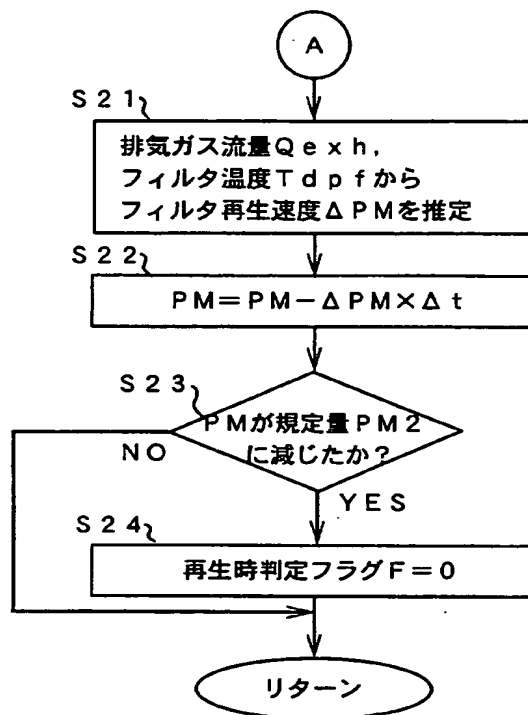 A
S21
排気ガス流量Qexh,
フィルタ温度Tdpfから
フィルタ再生速度ΔPMを推定
S22
PM=PM-ΔPM×Δt
S23
PMが規定量PM2
に減じたか?
NO
YES
S24
再生時判定フラグF=0
リターン